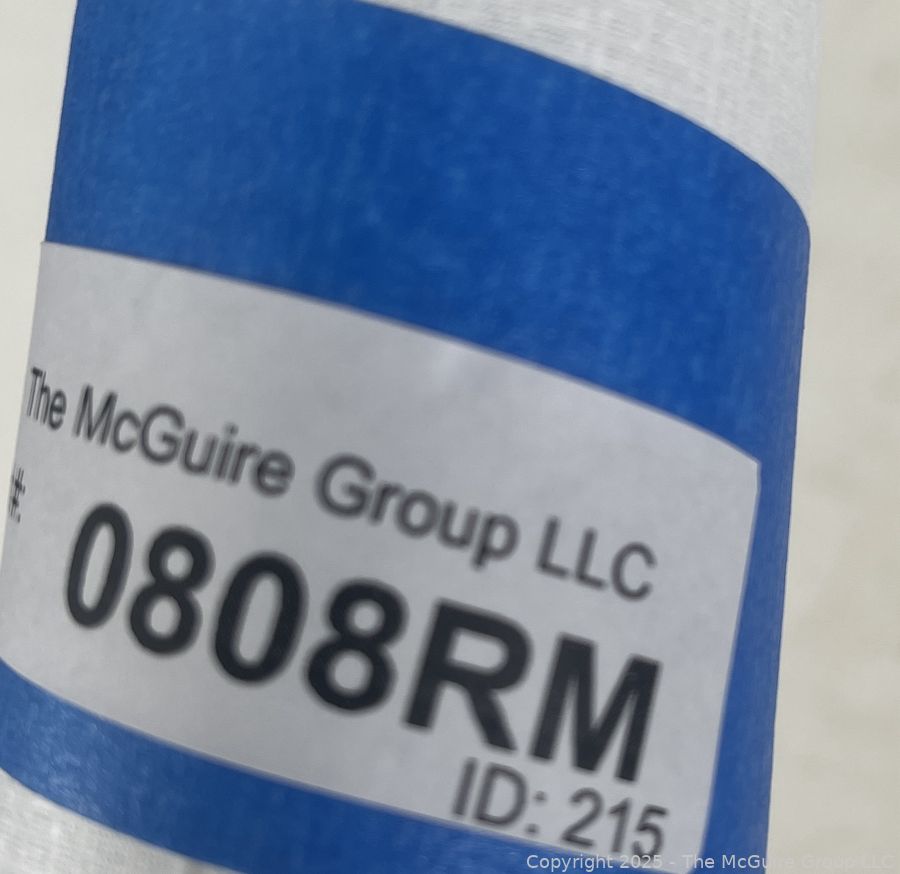 The McGuire Group LLC
#: 0808RM
ID: 215
Copyright 2025 - The McGuire Group LLC